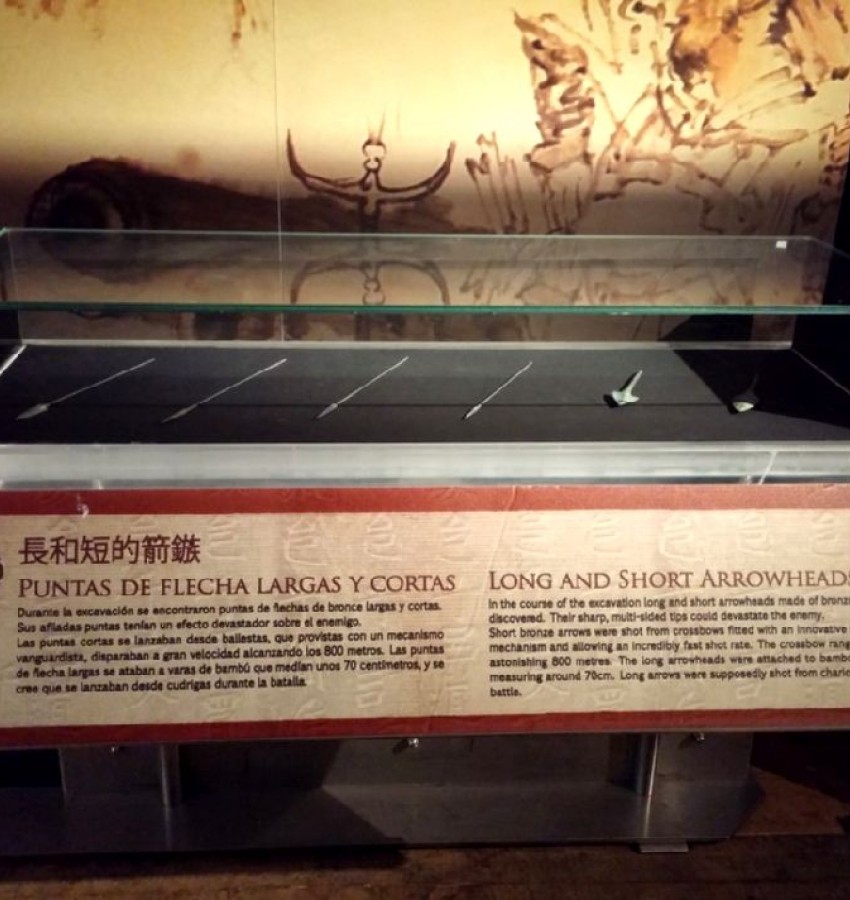 長和短的箭鏃
PUNTAS DE FLECHA LARGAS Y CORTAS
Durante la excavación se encontraron puntas de flechas de bronce largas y cortas.
Sus afiladas puntas tenían un efecto devastador sobre el enemigo.
Las puntas cortas se lanzaban desde ballestas, que provistas con un mecanismo
vanguardista, disparaban a gran velocidad alcanzando los 800 metros. Las puntas
de flecha largas se ataban a varas de bambú que medían unos 70 centímetros, y se
cree que se lanzaban desde cudrigas durante la batalla.
LONG AND SHORT ARROWHEADS
In the course of the excavation long and short arrowheads made of bronz
discovered. Their sharp, multi-sided tips could devastate the enemy.
Short bronze arrows were shot from crossbows fitted with an innovative
mechanism and allowing an incredibly fast shot rate. The crossbow rang
astonishing 800 metres. The long arrowheads were attached to bambo
measuring around 70cm. Long arrows were supposedly shot from chario
battle.